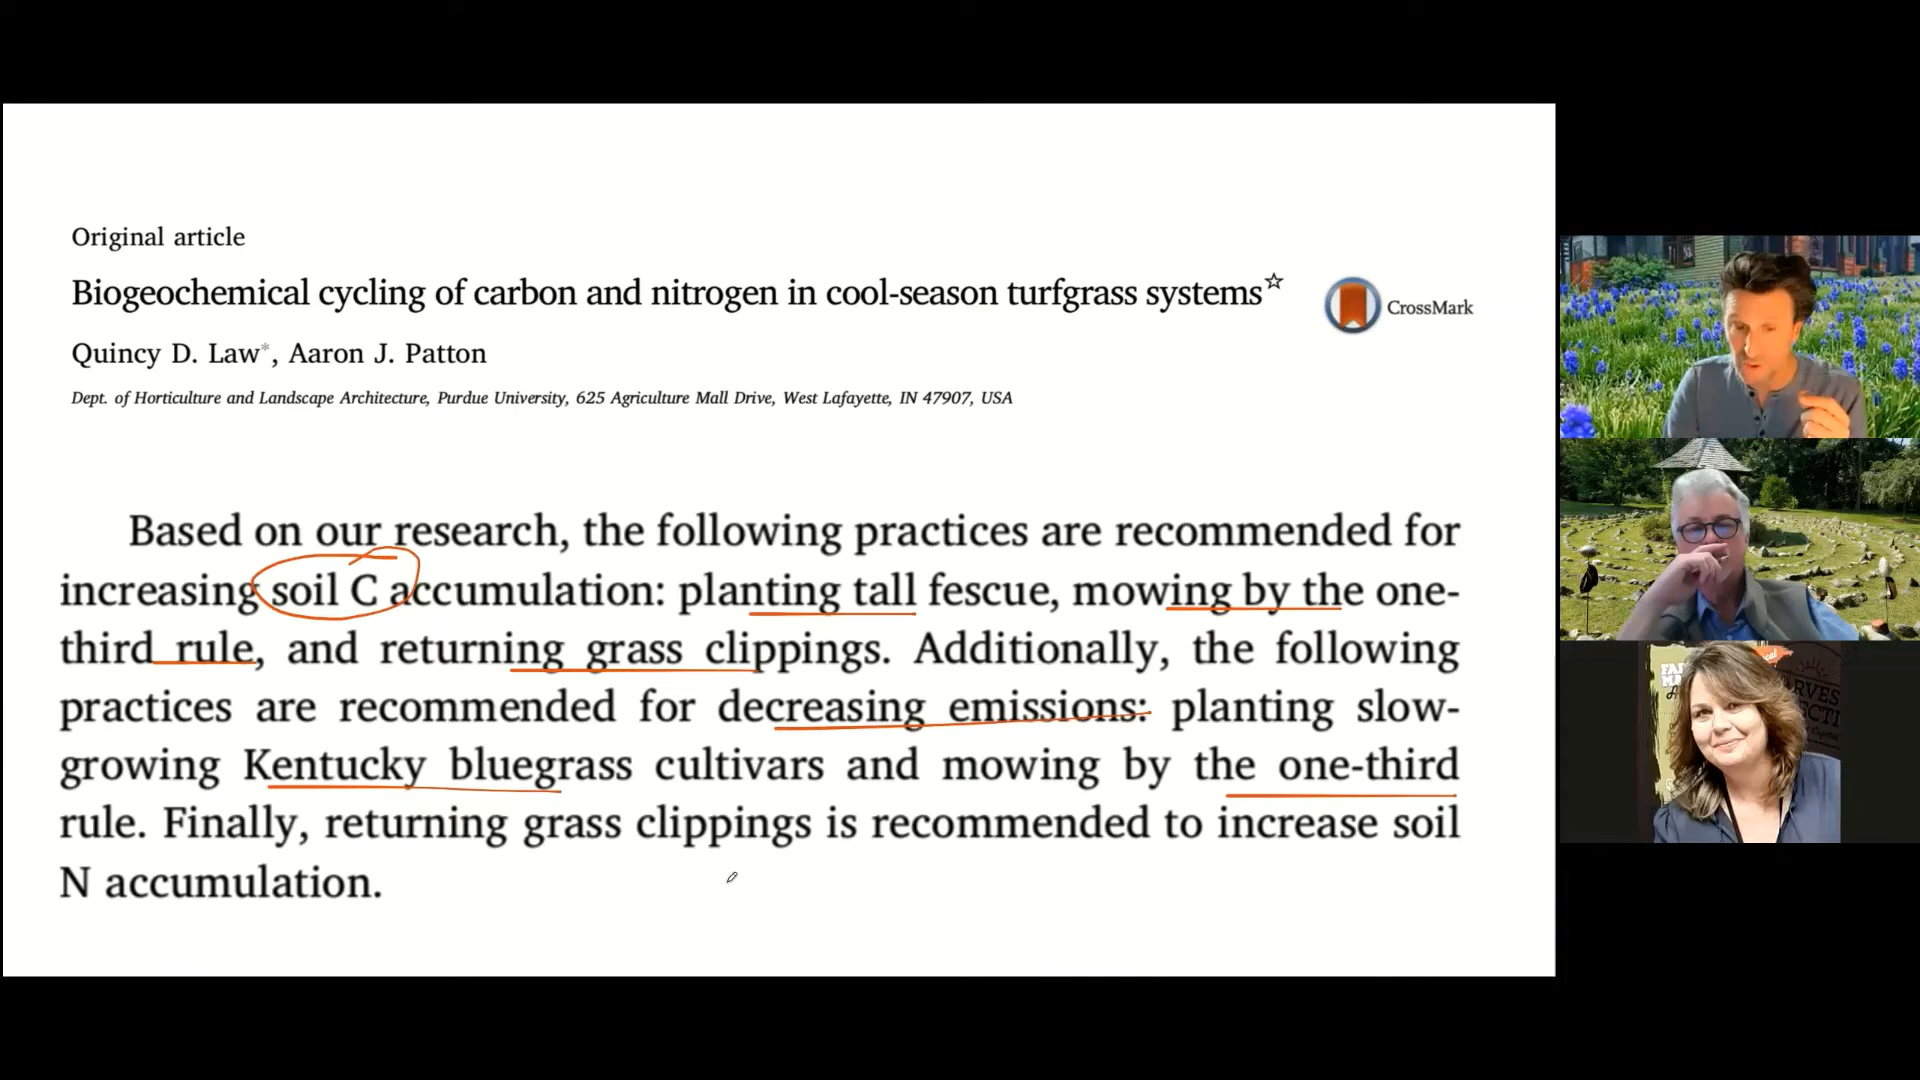 Original article
Biogeochemical cycling of carbon and nitrogen in cool-season turfgrass systems☆
CrossMark
Quincy D. Law*, Aaron J. Patton
Dept. of Horticulture and Landscape Architecture, Purdue University, 625 Agriculture Mall Drive, West Lafayette, IN 47907, USA
Based on our research, the following practices are recommended for
increasing soil C accumulation: planting tall fescue, mowing by the one-
third rule, and returning grass clippings. Additionally, the following
practices are recommended for decreasing emissions: planting slow-
growing Kentucky bluegrass cultivars and mowing by the one-third
rule. Finally, returning grass clippings is recommended to increase soil
N accumulation.